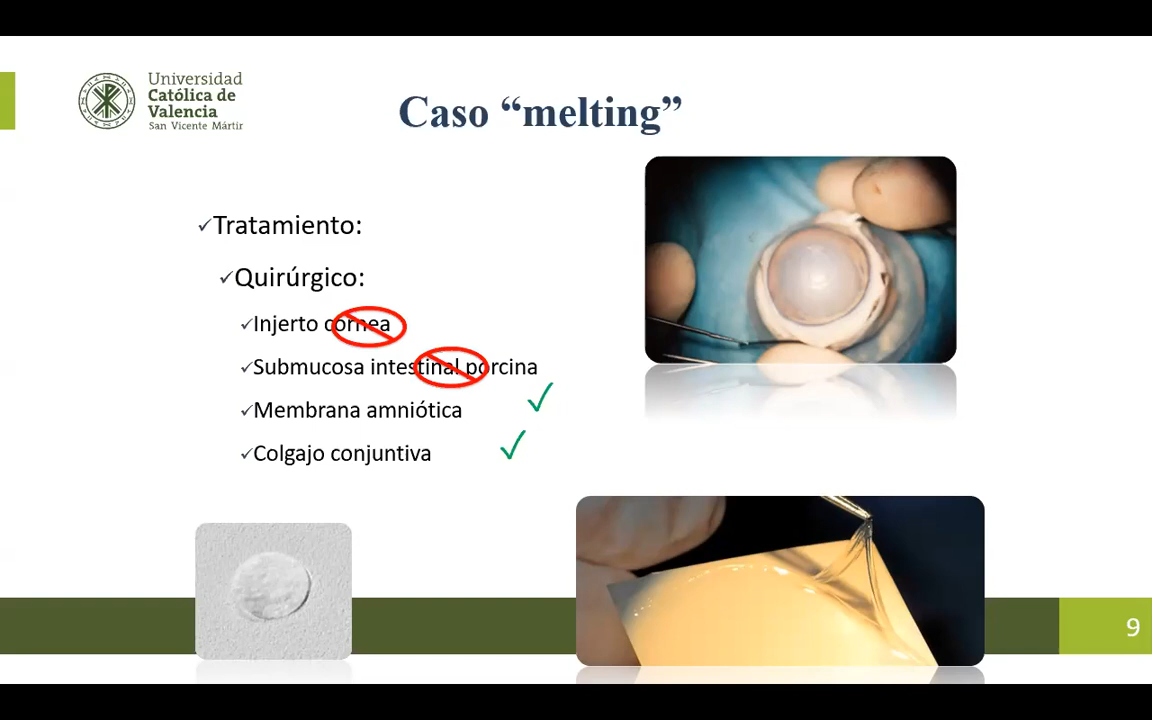 Universidad
Católica de
Valencia
San Vicente Mártir
Caso “melting”
Tratamiento:
Quirúrgico:
Injerto cornea
Submucosa intestinal porcina
Membrana amniótica
Colgajo conjuntiva
9